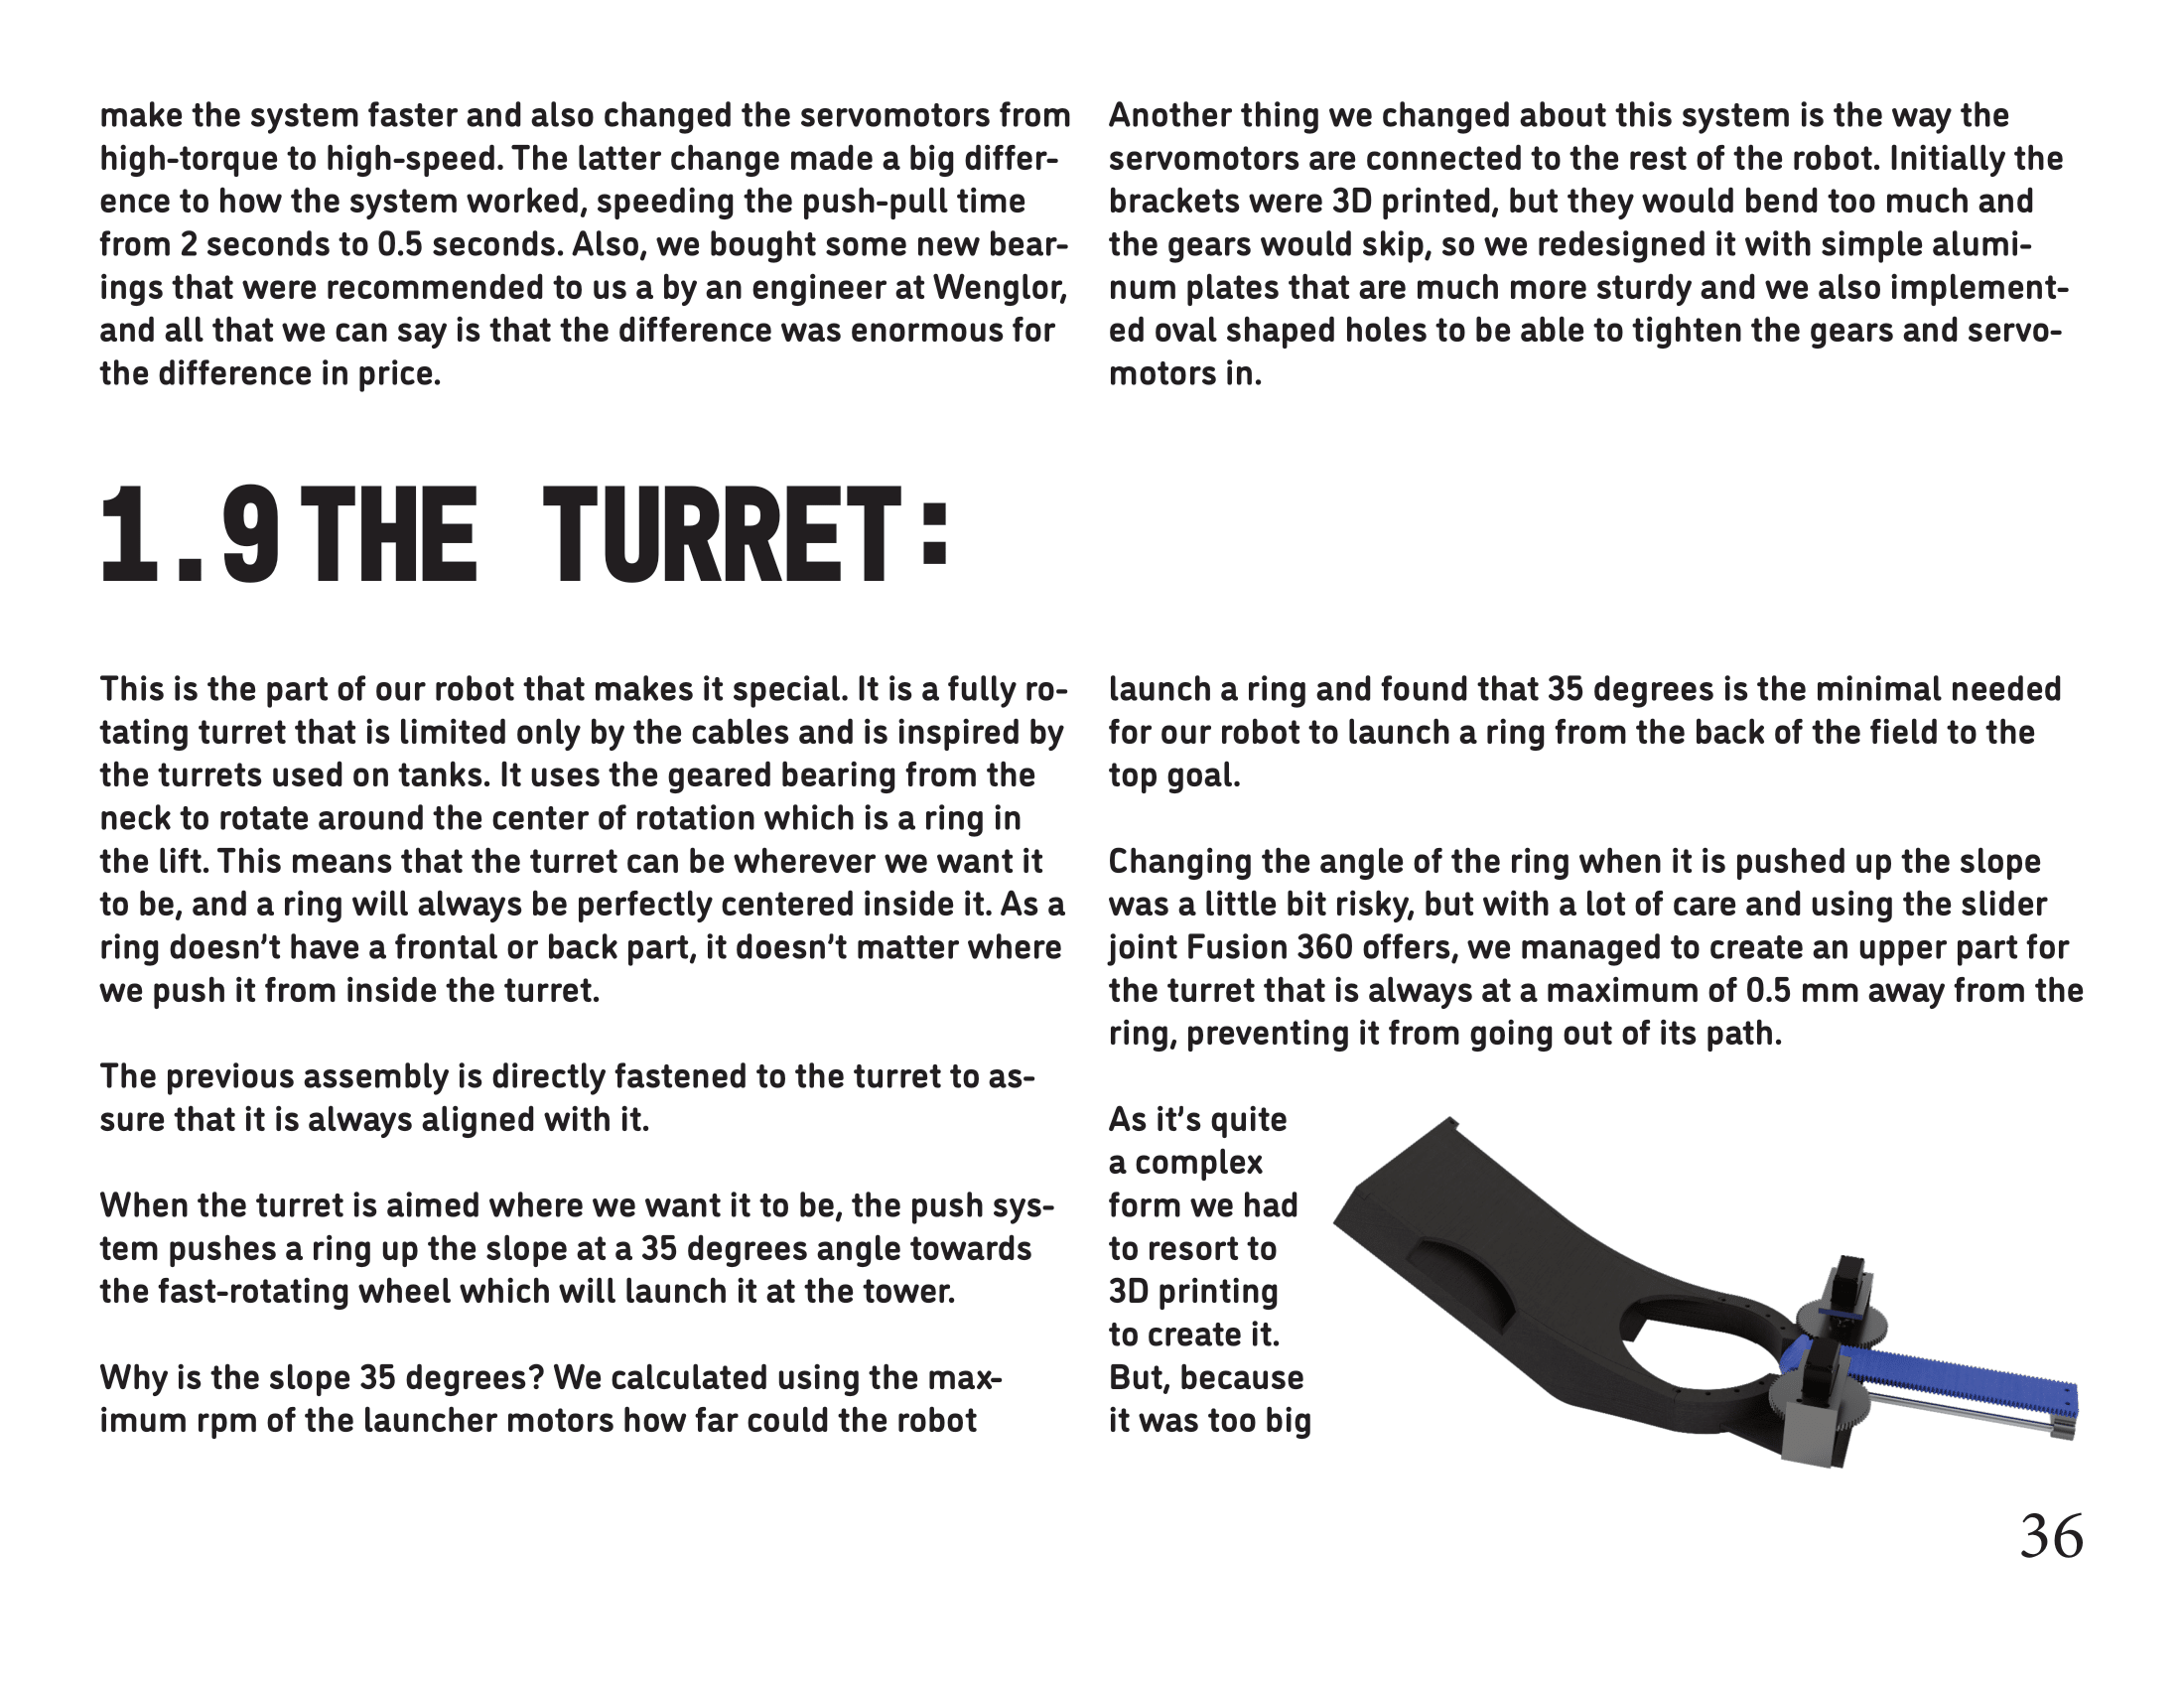 make the system faster and also changed the servomotors from
high-torque to high-speed. The latter change made a big differ-
ence to how the system worked, speeding the push-pull time
from 2 seconds to 0.5 seconds. Also, we bought some new bear-
ings that were recommended to us a by an engineer at Wenglor,
and all that we can say is that the difference was enormous for
the difference in price.
Another thing we changed about this system is the way the
servomotors are connected to the rest of the robot. Initially the
brackets were 3D printed, but they would bend too much and
the gears would skip, so we redesigned it with simple alumi-
num plates that are much more sturdy and we also implement-
ed oval shaped holes to be able to tighten the gears and servo-
motors in.
1.9 THE TURRET:
This is the part of our robot that makes it special. It is a fully ro-
tating turret that is limited only by the cables and is inspired by
the turrets used on tanks. It uses the geared bearing from the
neck to rotate around the center of rotation which is a ring in
the lift. This means that the turret can be wherever we want it
to be, and a ring will always be perfectly centered inside it. As a
ring doesn’t have a frontal or back part, it doesn’t matter where
we push it from inside the turret.
The previous assembly is directly fastened to the turret to as-
sure that it is always aligned with it.
When the turret is aimed where we want it to be, the push sys-
tem pushes a ring up the slope at a 35 degrees angle towards
the fast-rotating wheel which will launch it at the tower.
Why is the slope 35 degrees? We calculated using the max-
imum rpm of the launcher motors how far could the robot
launch a ring and found that 35 degrees is the minimal needed
for our robot to launch a ring from the back of the field to the
top goal.
Changing the angle of the ring when it is pushed up the slope
was a little bit risky, but with a lot of care and using the slider
joint Fusion 360 offers, we managed to create an upper part for
the turret that is always at a maximum of 0.5 mm away from the
ring, preventing it from going out of its path.
As it’s quite
a complex
form we had
to resort to
3D printing
to create it.
But, because
it was too big
36